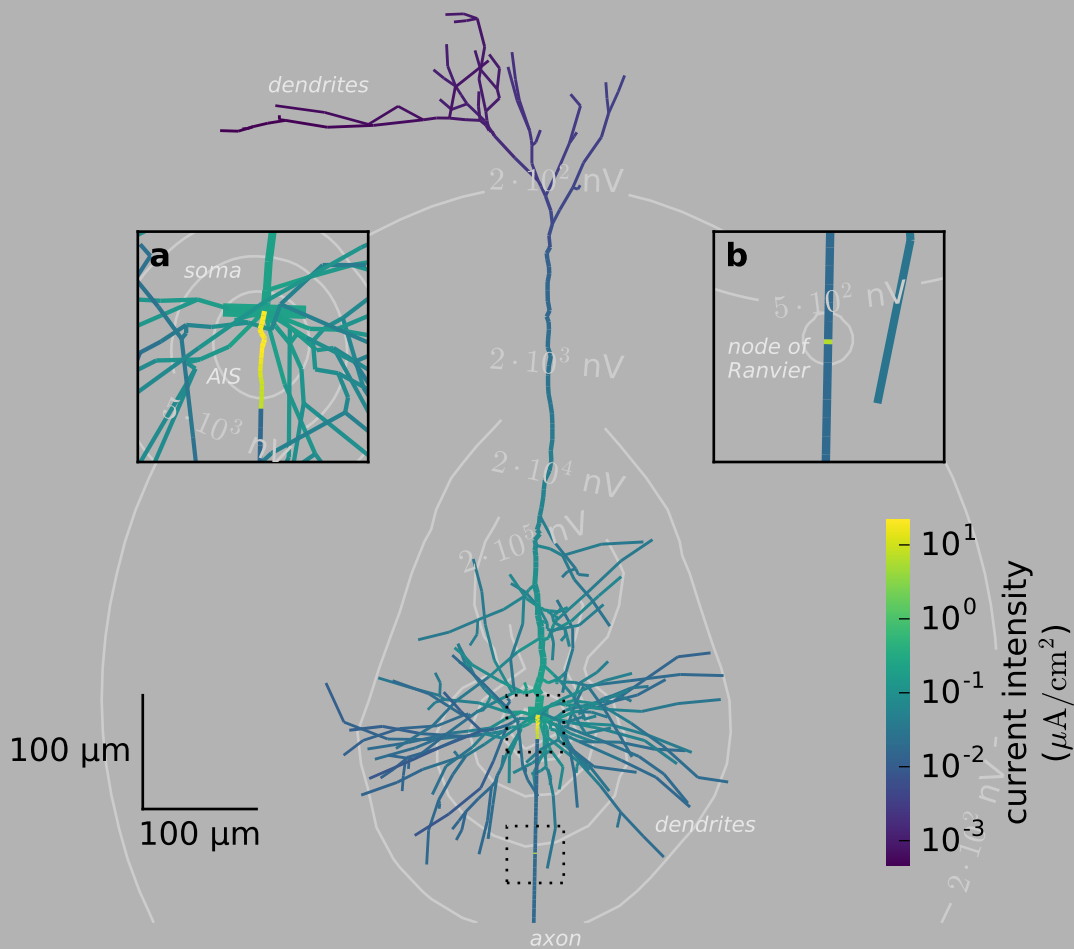 dendrites
2 · 10² nV
a
soma
AIS
5 · 10³ nV
b
5 · 10² nV
node of
Ranvier
2 · 10³ nV
2 · 10⁴ nV
2 · 10⁵ nV
10¹
10⁰
10⁻¹
10⁻²
10⁻³
current intensity
(μA/cm²)
2 · 10² nV
100 μm
100 μm
dendrites
axon